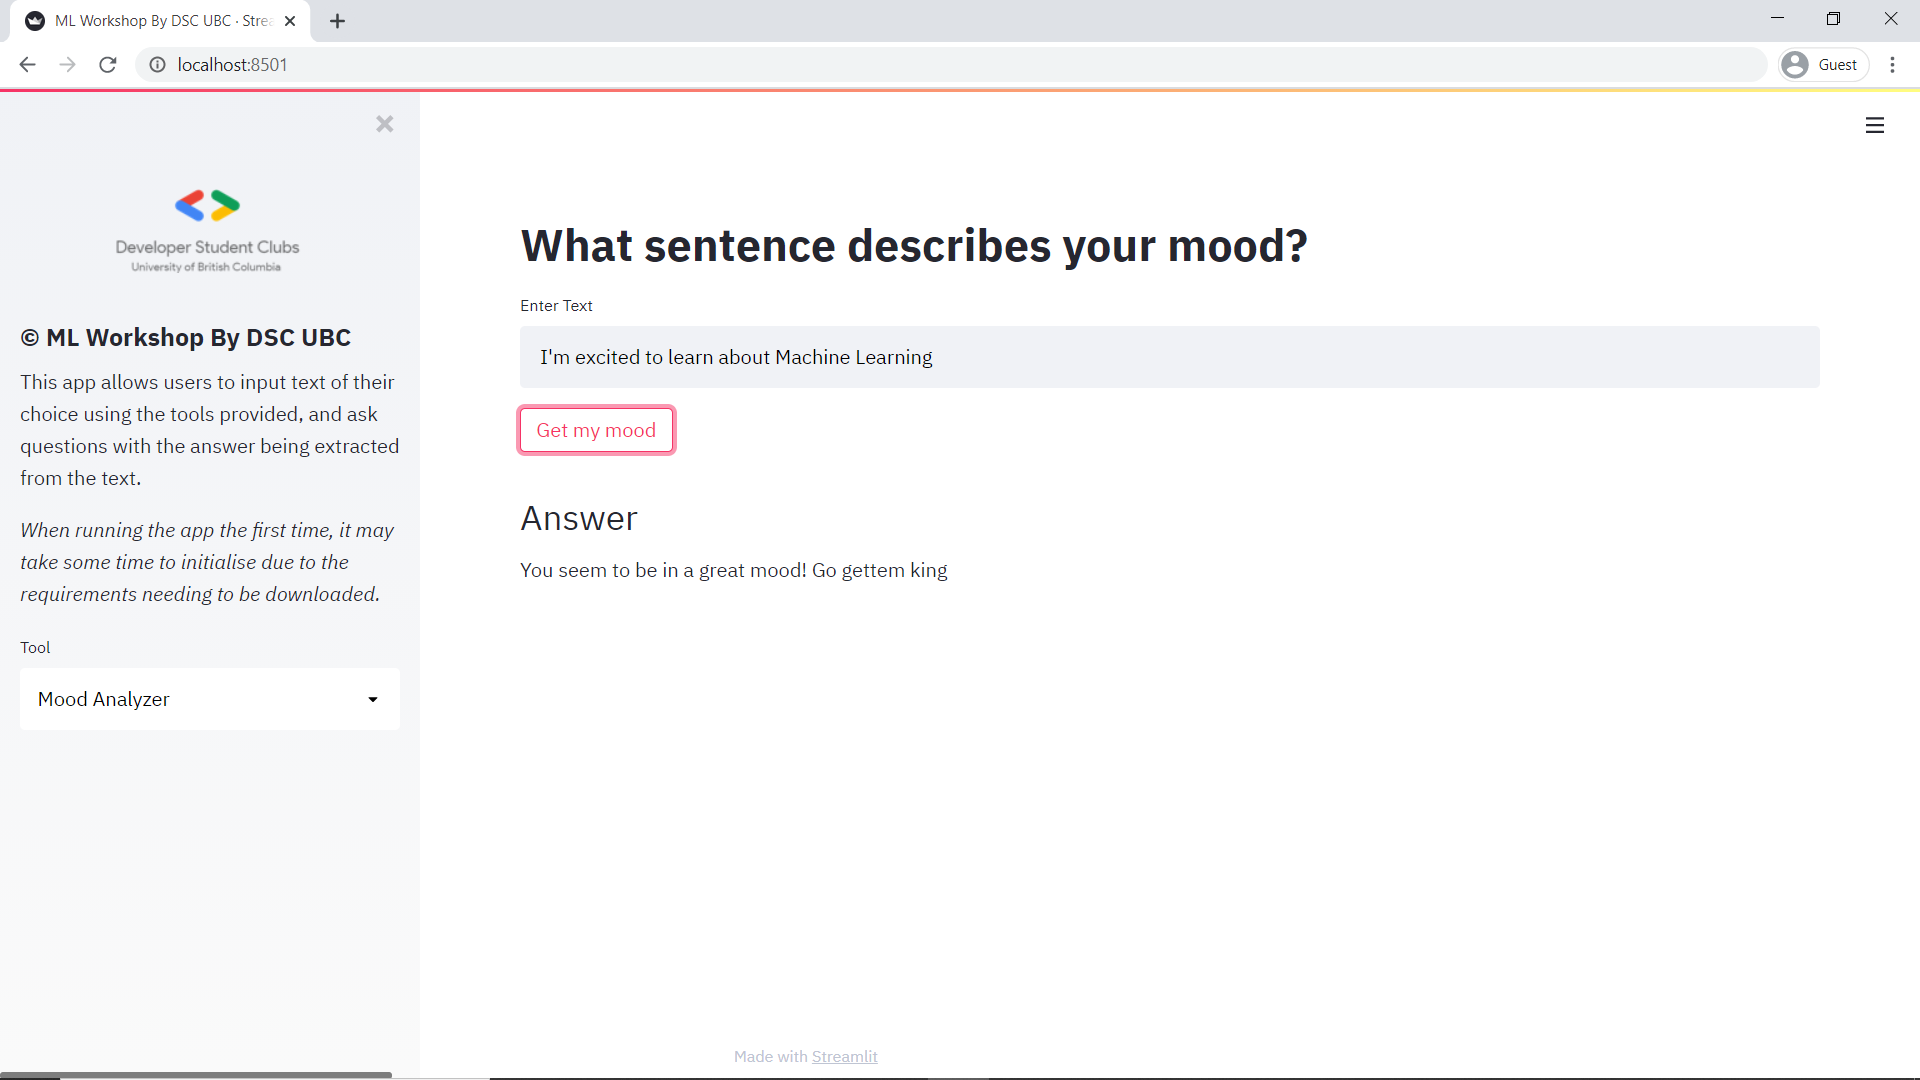 ML Workshop By DSC UBC · Strea
localhost:8501
Guest
Developer Student Clubs
University of British Columbia
© ML Workshop By DSC UBC
This app allows users to input text of their
choice using the tools provided, and ask
questions with the answer being extracted
from the text.
When running the app the first time, it may
take some time to initialise due to the
requirements needing to be downloaded.
Tool
Mood Analyzer
What sentence describes your mood?
Enter Text
I'm excited to learn about Machine Learning
Get my mood
Answer
You seem to be in a great mood! Go gettem king
Made with Streamlit